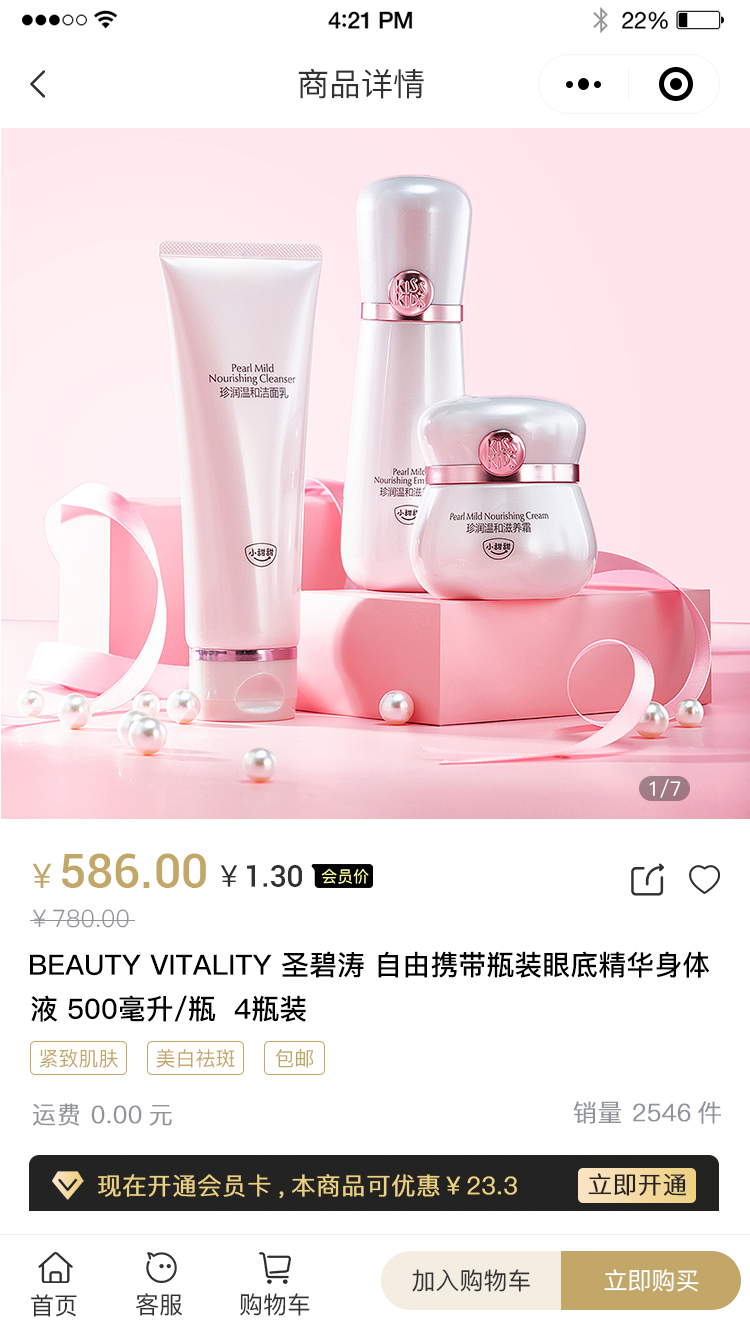 4:21 PM
22%
商品详情
KISS
KIDS
Pearl Mild
Nourishing Cleanser
珍润温和洁面乳
小甜甜
Pearl Mild
Nourishing Em
珍润温和滋
小甜
KISS
KIDS
Pearl Mild Nourishing Cream
珍润温和滋养霜
小甜甜
1/7
¥ 586.00 ¥ 1.30 会员价
¥ 780.00
BEAUTY VITALITY 圣碧涛 自由携带瓶装眼底精华身体
液 500毫升/瓶 4瓶装
紧致肌肤 美白祛斑 包邮
运费 0.00 元 销量 2546 件
现在开通会员卡,本商品可优惠¥23.3 立即开通
首页 客服 购物车 加入购物车 立即购买